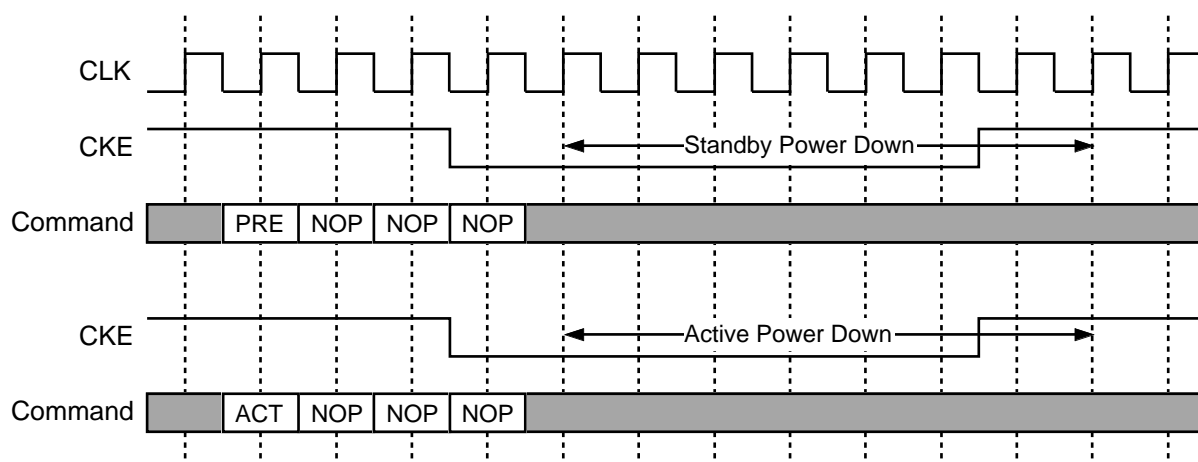 CLK
CKE Standby Power Down
Command PRE NOP NOP NOP
CKE Active Power Down
Command ACT NOP NOP NOP